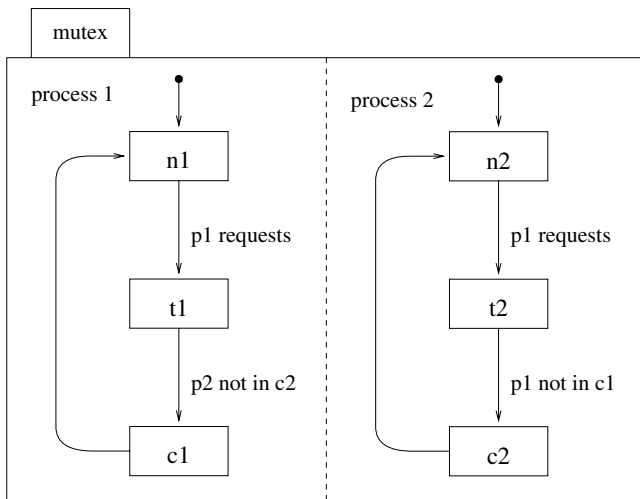 mutex
process 1
n1
p1 requests
t1
p2 not in c2
c1
process 2
n2
p1 requests
t2
p1 not in c1
c2